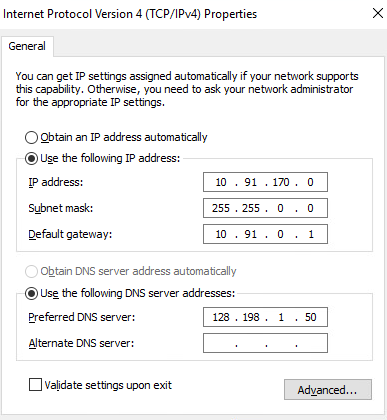 Internet Protocol Version 4 (TCP/IPv4) Properties
General
You can get IP settings assigned automatically if your network supports
this capability. Otherwise, you need to ask your network administrator
for the appropriate IP settings.
Obtain an IP address automatically
Use the following IP address:
IP address: 10 . 91 . 170 . 0
Subnet mask: 255 . 255 . 0 . 0
Default gateway: 10 . 91 . 0 . 1
Obtain DNS server address automatically
Use the following DNS server addresses:
Preferred DNS server: 128 . 198 . 1 . 50
Alternate DNS server: . . .
Validate settings upon exit
Advanced...